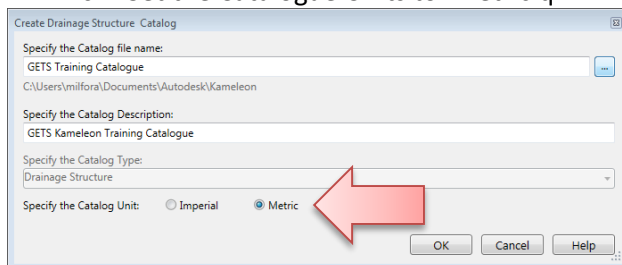 Create Drainage Structure Catalog
Specify the Catalog file name:
GETS Training Catalogue
...
C:\Users\milfora\Documents\Autodesk\Kameleon
Specify the Catalog Description:
GETS Kameleon Training Catalogue
Specify the Catalog Type:
Drainage Structure
Specify the Catalog Unit: Imperial Metric
OK Cancel Help